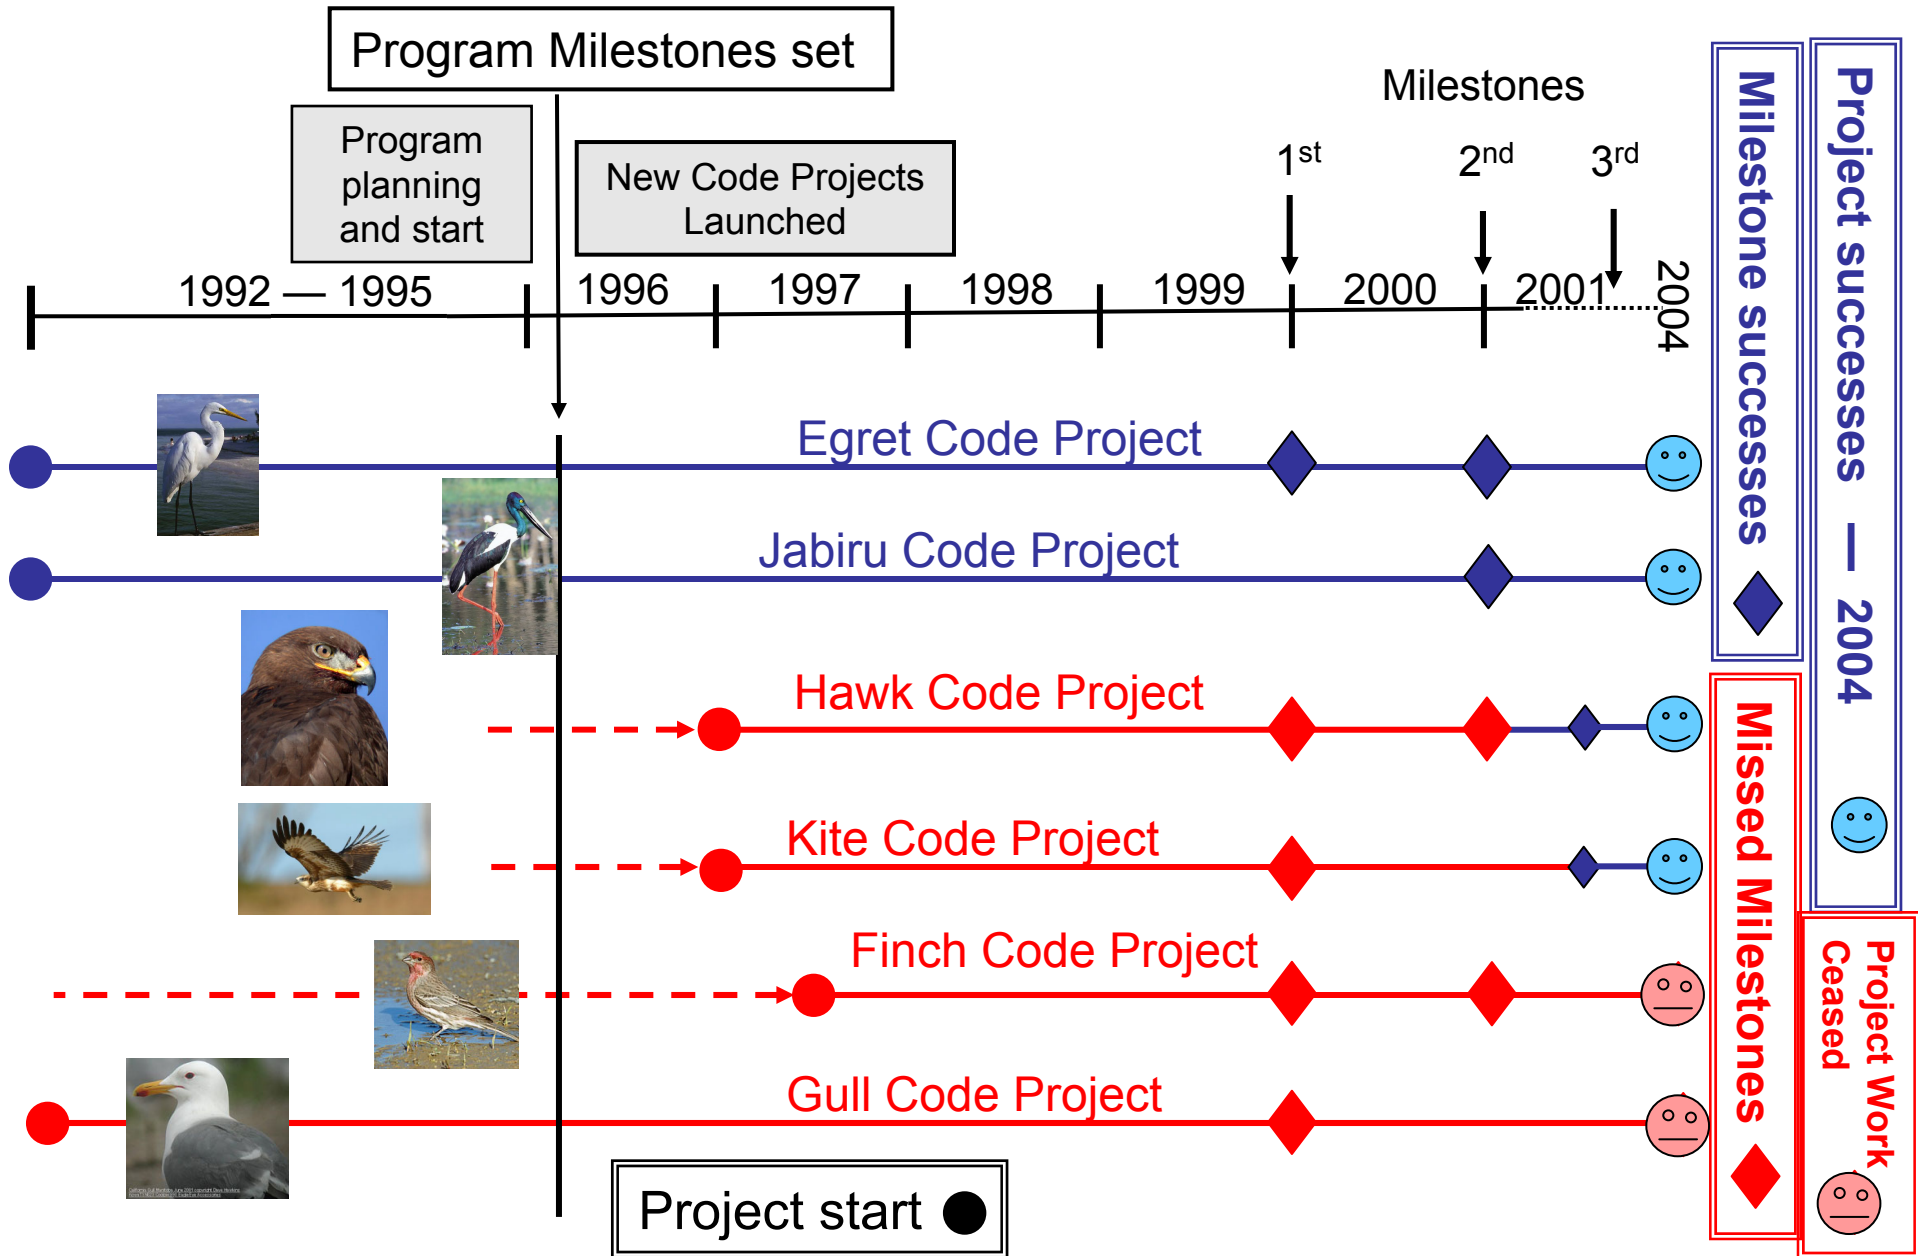 Program Milestones set
Program
planning
and start
New Code Projects
Launched
Milestones
1st
2nd
3rd
1992 — 1995
1996
1997
1998
1999
2000
2001
2004
Egret Code Project
Jabiru Code Project
Hawk Code Project
Kite Code Project
Finch Code Project
Gull Code Project
Project start
Milestone successes
Project successes — 2004
Missed Milestones
Project Work
Ceased